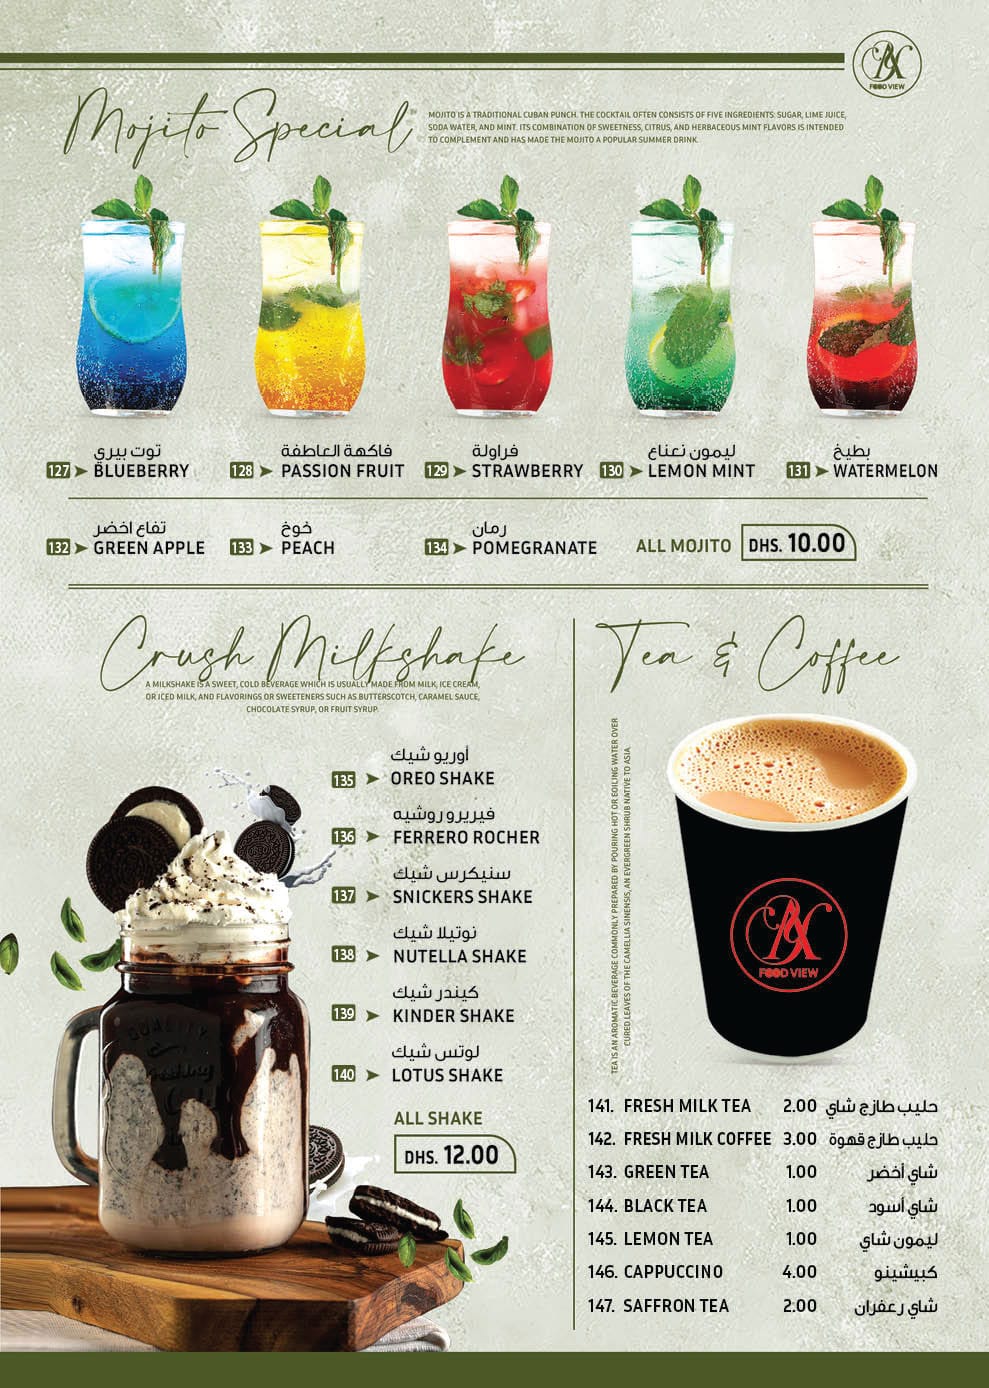 FOOD VIEW
Mojito Special
MOJITO IS A TRADITIONAL CUBAN PUNCH. THE COCKTAIL OFTEN CONSISTS OF FIVE INGREDIENTS: SUGAR, LIME JUICE,
SODA WATER, AND MINT. ITS COMBINATION OF SWEETNESS, CITRUS, AND HERBACEOUS MINT FLAVORS IS INTENDED
TO COMPLEMENT AND HAS MADE THE MOJITO A POPULAR SUMMER DRINK.
توت بيري
127 BLUEBERRY
فاكهة العاطفة
128 PASSION FRUIT
فراولة
129 STRAWBERRY
ليمون نعناع
130 LEMON MINT
بطيخ
131 WATERMELON
تفاع اخضر
132 GREEN APPLE
خوخ
133 PEACH
رمان
134 POMEGRANATE
ALL MOJITO DHS. 10.00
Crush Milkshake
A MILKSHAKE IS A SWEET, COLD BEVERAGE WHICH IS USUALLY MADE FROM MILK, ICE CREAM,
OR ICED MILK, AND FLAVORINGS OR SWEETENERS SUCH AS BUTTERSCOTCH, CARAMEL SAUCE,
CHOCOLATE SYRUP, OR FRUIT SYRUP.
أوريو شيك
135 OREO SHAKE
فيريرو روشيه
136 FERRERO ROCHER
سنيكرس شيك
137 SNICKERS SHAKE
نوتيلا شيك
138 NUTELLA SHAKE
كيندر شيك
139 KINDER SHAKE
لوتس شيك
140 LOTUS SHAKE
ALL SHAKE
DHS. 12.00
QUALITY
Tea & Coffee
TEA IS AN AROMATIC BEVERAGE COMMONLY PREPARED BY POURING HOT OR BOILING WATER OVER
CURED LEAVES OF THE CAMELLIA SINENSIS, AN EVERGREEN SHRUB NATIVE TO ASIA
FOOD VIEW
141. FRESH MILK TEA 2.00 حليب طازج شاي
142. FRESH MILK COFFEE 3.00 حليب طازج قهوة
143. GREEN TEA 1.00 شاي أخضر
144. BLACK TEA 1.00 شاي أسود
145. LEMON TEA 1.00 ليمون شاي
146. CAPPUCCINO 4.00 كبيشينو
147. SAFFRON TEA 2.00 شاي زعفران